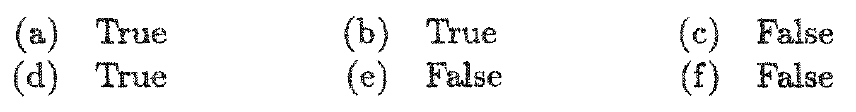 (a) True (b) True (c) False
(d) True (e) False (f) False